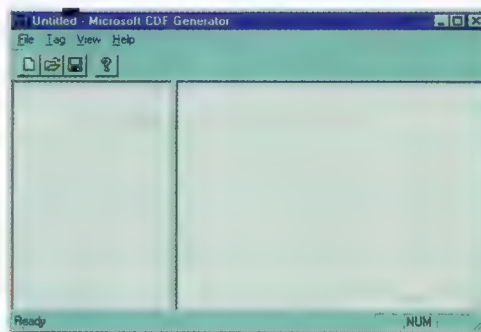 Untitled - Microsoft CDF Generator
File Tag View Help
Ready
NUM